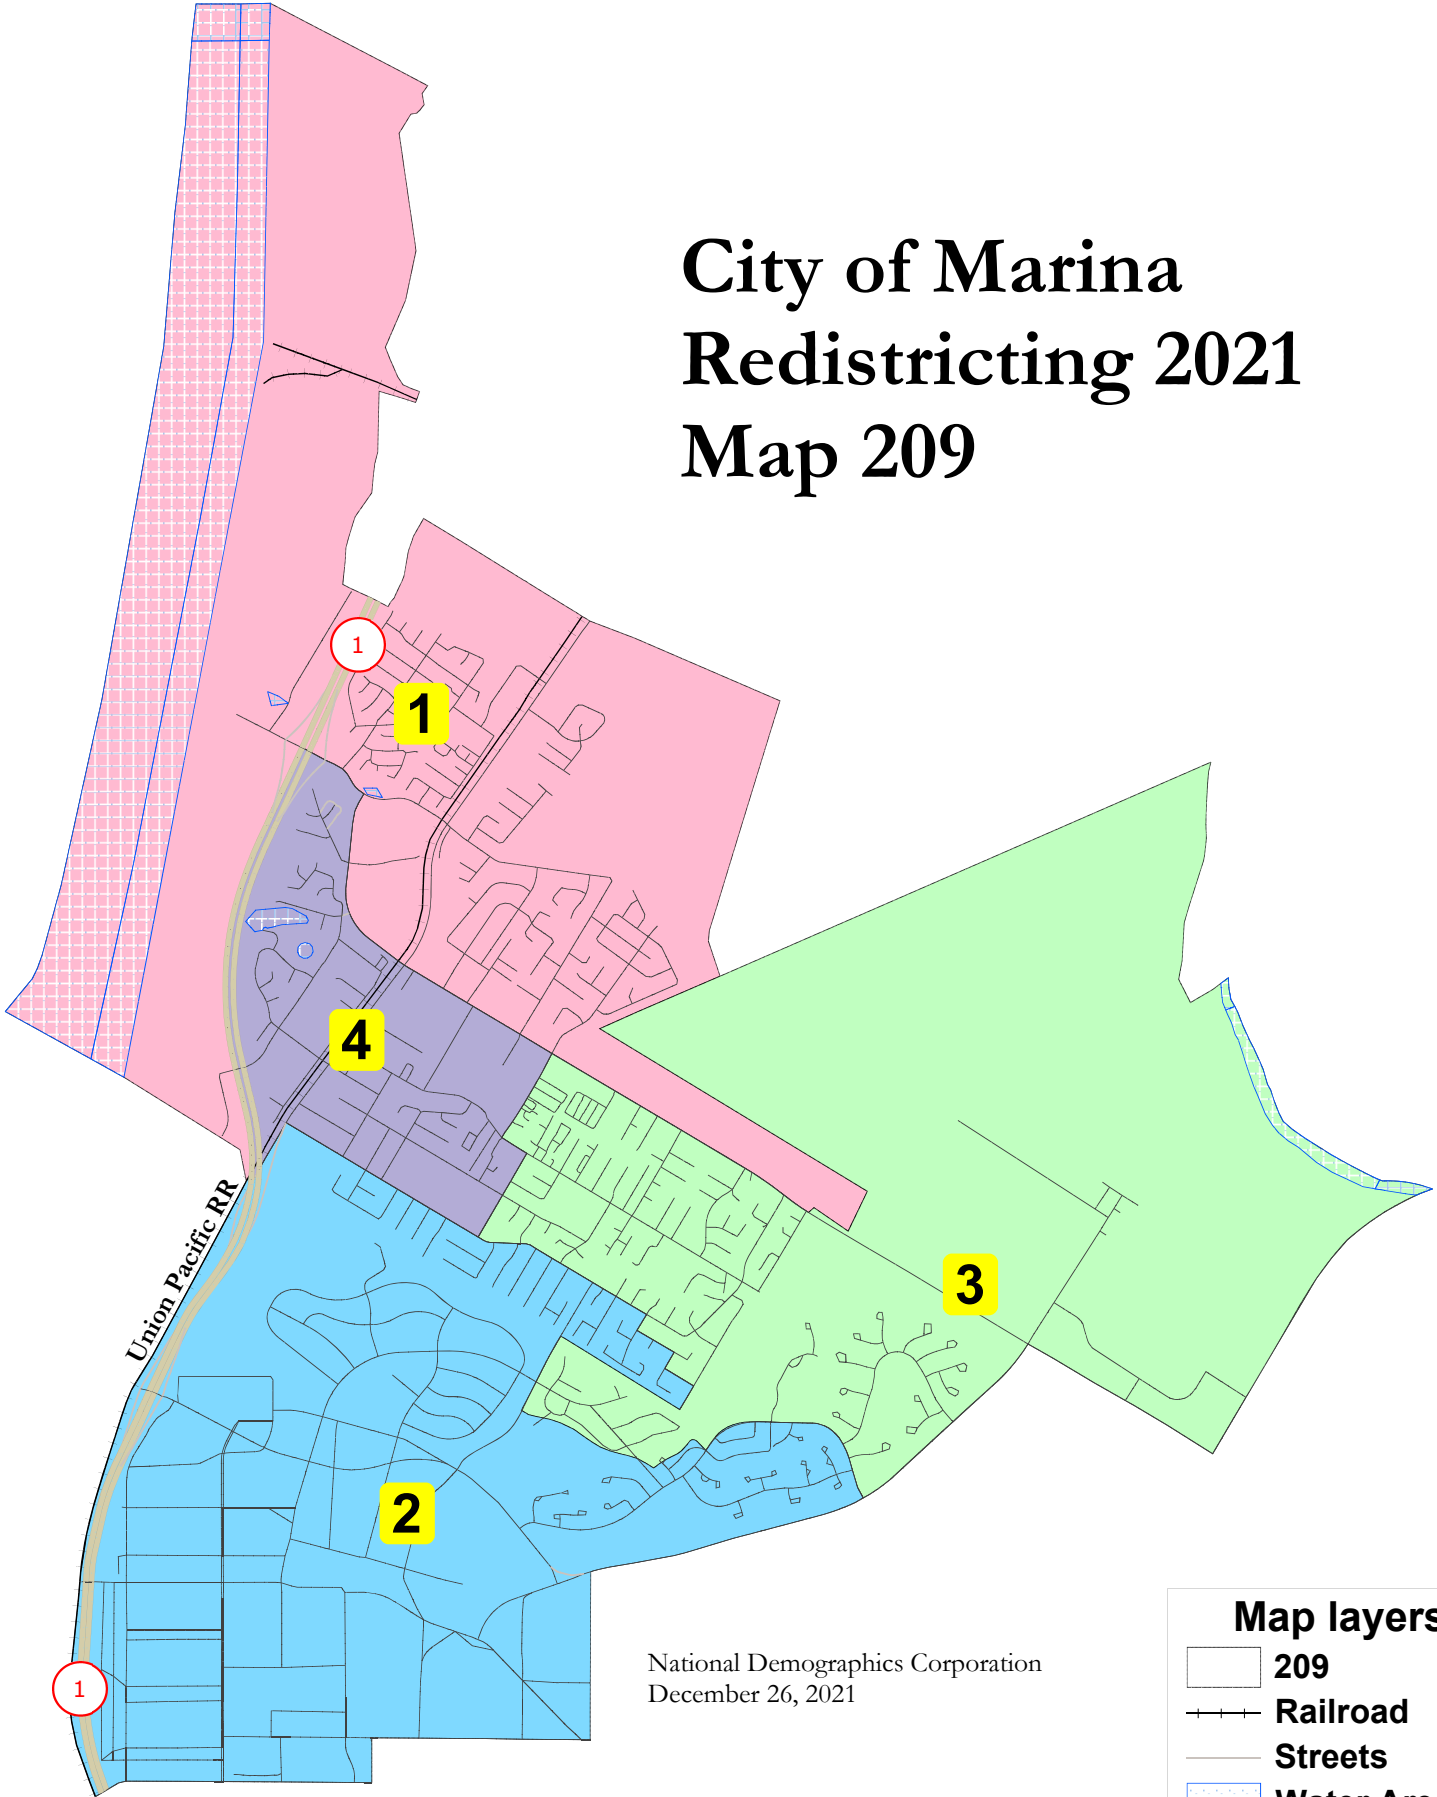 City of Marina
Redistricting 2021
Map 209
1
1
4
Union Pacific RR
3
2
1
National Demographics Corporation
December 26, 2021
Map layers
209
Railroad
Streets